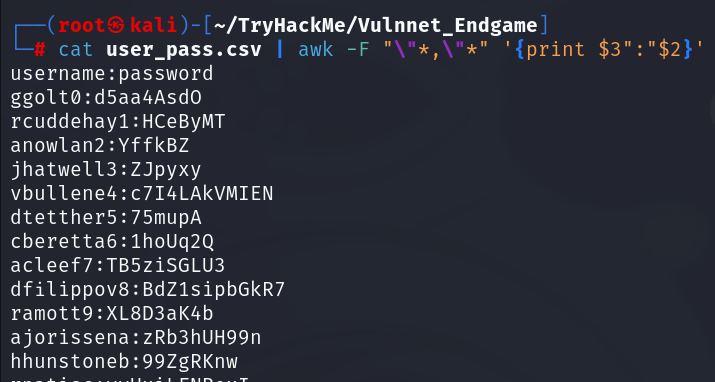 ┌──(root㉿kali)-[~/TryHackMe/Vulnnet_Endgame]
└─# cat user_pass.csv | awk -F "\"*,\"*" '{print $3":"$2}'
username:password
ggolt0:d5aa4AsdO
rcuddehay1:HCeByMT
anowlan2:YffkBZ
jhatwell3:ZJpyxy
vbullene4:c7I4LAkVMIEN
dtetther5:75mupA
cberetta6:1hoUq2Q
acleef7:TB5ziSGLU3
dfilippov8:BdZ1sipbGkR7
ramott9:XL8D3aK4b
ajorissena:zRb3hUH99n
hhunstoneb:99ZgRKnw